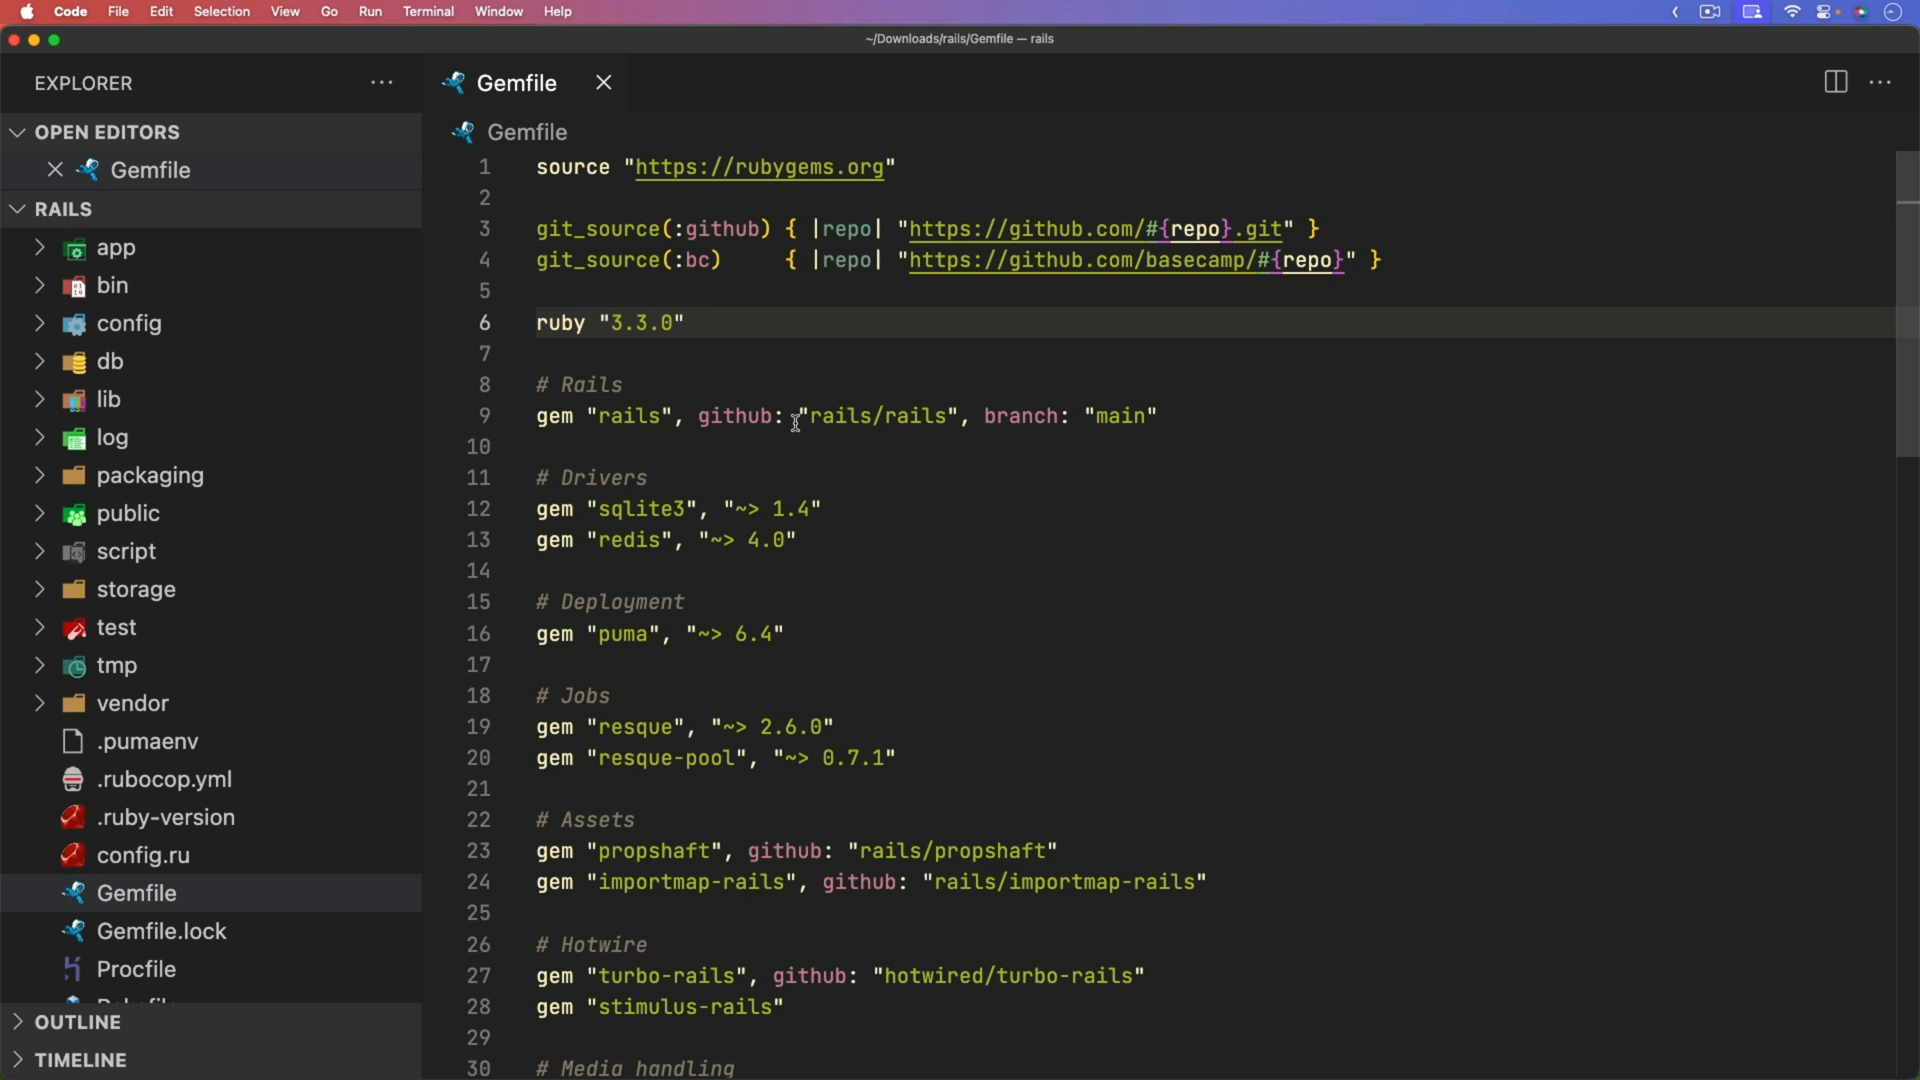 Code File Edit Selection View Go Run Terminal Window Help
~/Downloads/rails/Gemfile — rails
EXPLORER
OPEN EDITORS
Gemfile
RAILS
app
bin
config
db
lib
log
packaging
public
script
storage
test
tmp
vendor
.pumaenv
.rubocop.yml
.ruby-version
config.ru
Gemfile
Gemfile.lock
Procfile
OUTLINE
TIMELINE
Gemfile
Gemfile
1 source "https://rubygems.org"
2
3 git_source(:github) { |repo| "https://github.com/#{repo}.git" }
4 git_source(:bc)     { |repo| "https://github.com/basecamp/#{repo}" }
5
6 ruby "3.3.0"
7
8 # Rails
9 gem "rails", github: "rails/rails", branch: "main"
10
11 # Drivers
12 gem "sqlite3", "~> 1.4"
13 gem "redis", "~> 4.0"
14
15 # Deployment
16 gem "puma", "~> 6.4"
17
18 # Jobs
19 gem "resque", "~> 2.6.0"
20 gem "resque-pool", "~> 0.7.1"
21
22 # Assets
23 gem "propshaft", github: "rails/propshaft"
24 gem "importmap-rails", github: "rails/importmap-rails"
25
26 # Hotwire
27 gem "turbo-rails", github: "hotwired/turbo-rails"
28 gem "stimulus-rails"
29
30 # Media handling